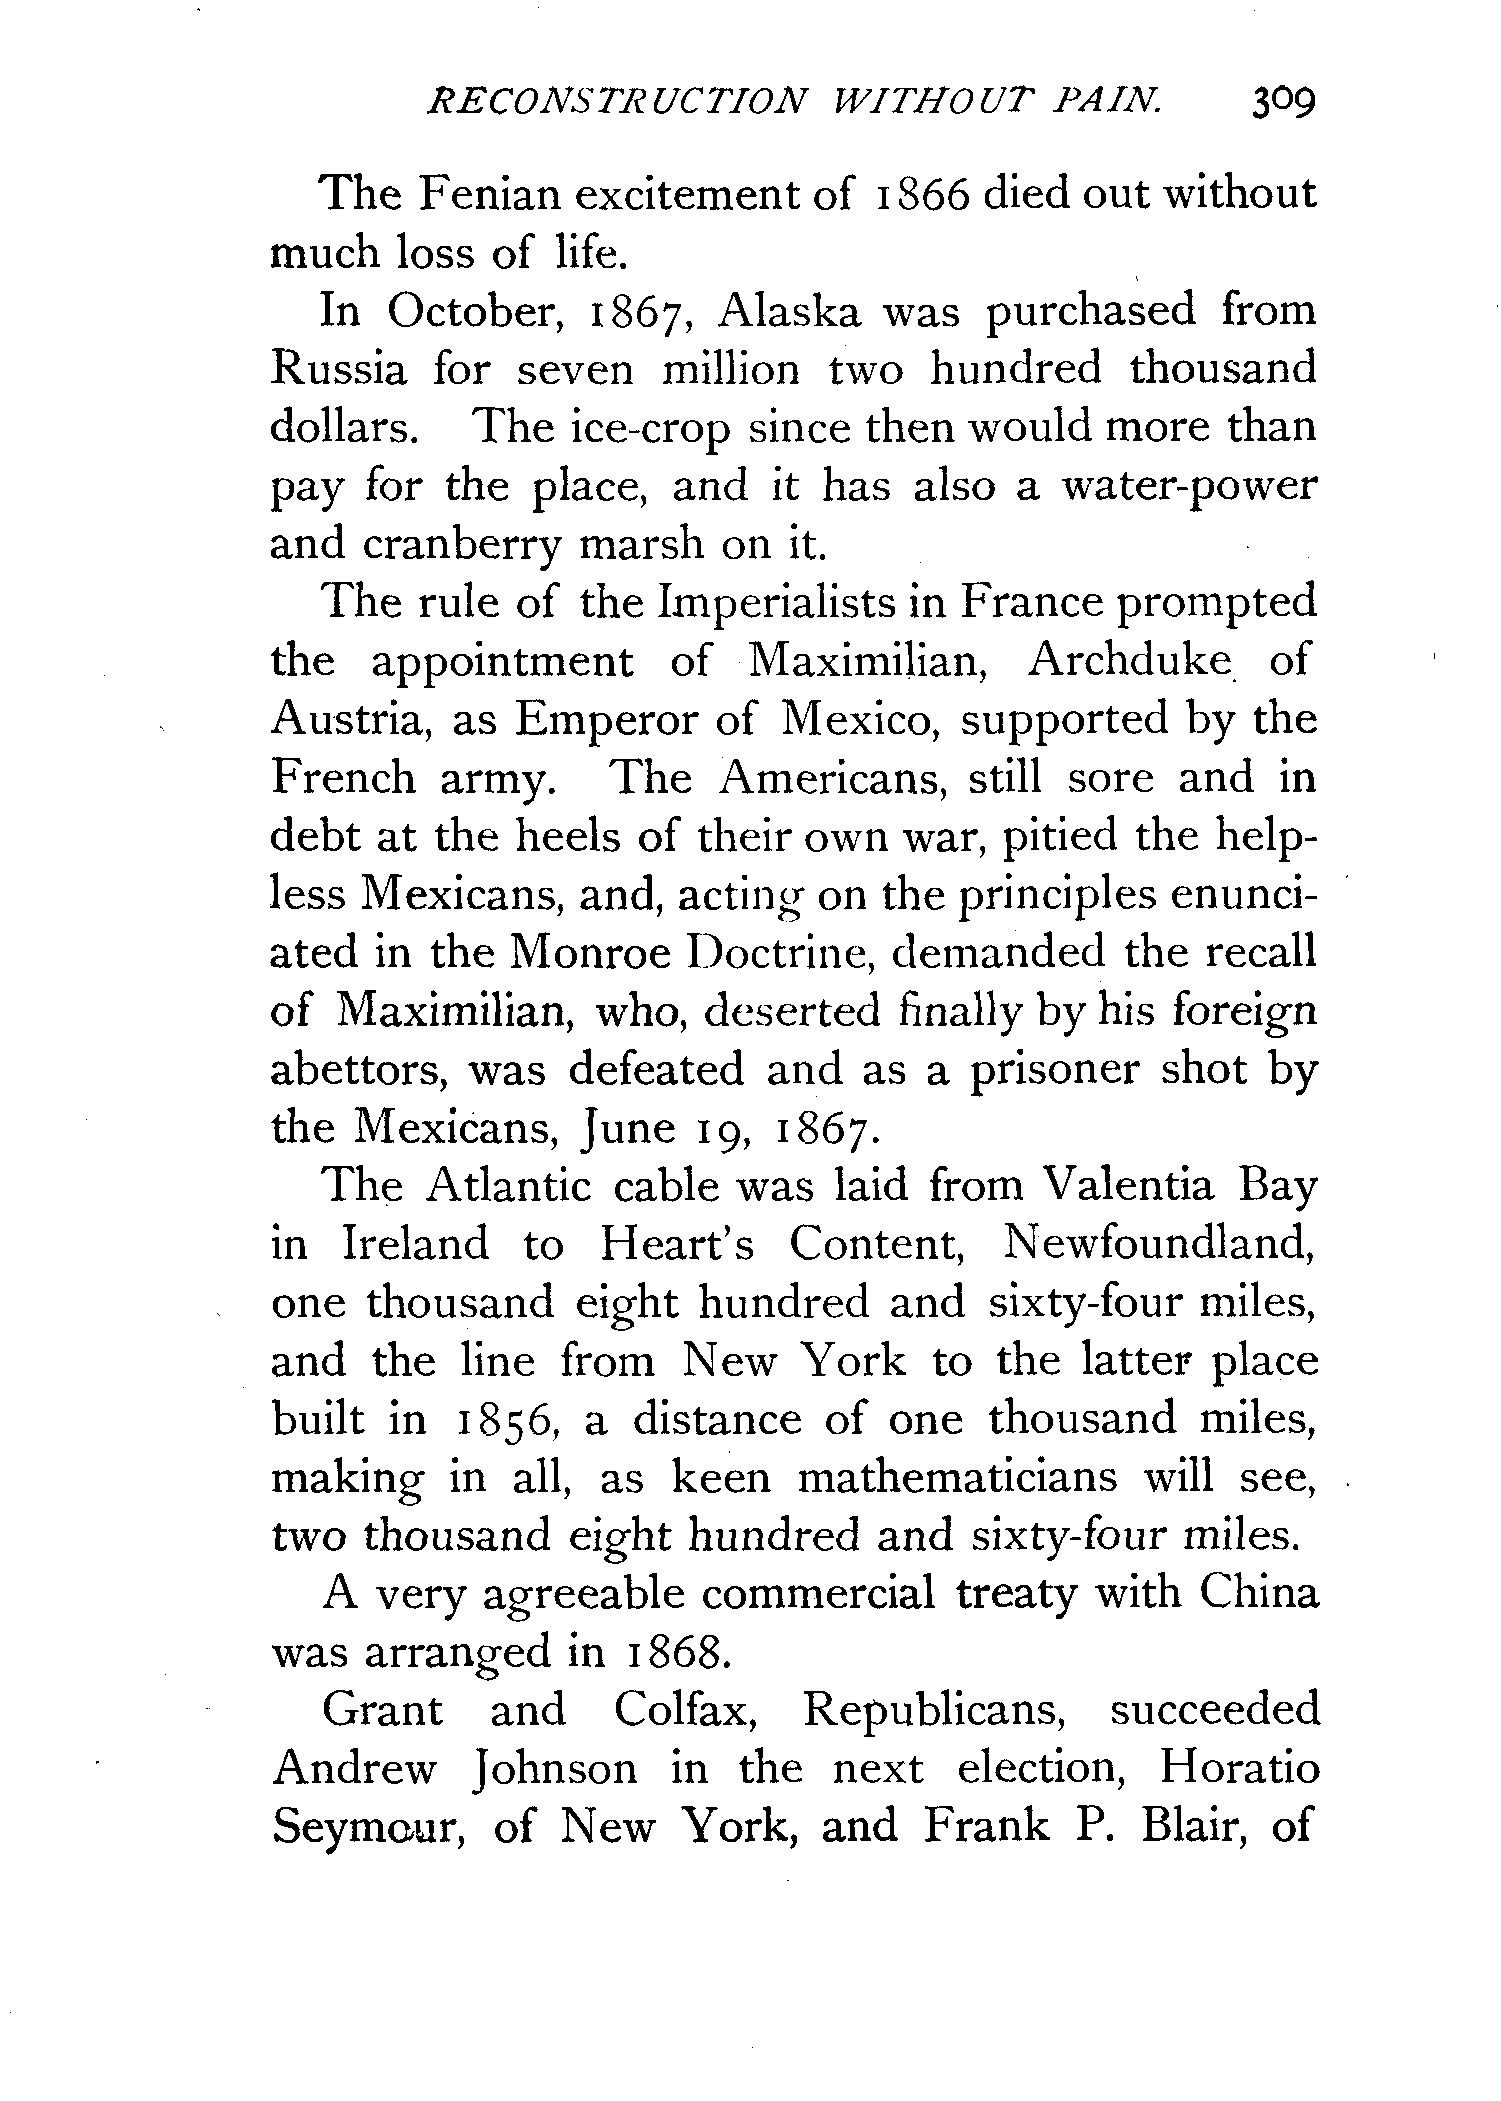 RECONSTRUCTION WITHOUT PAIN. 309
The Fenian excitement of 1866 died out without
much loss of life.
In October, 1867, Alaska was purchased from
Russia for seven million two hundred thousand
dollars. The ice-crop since then would more than
pay for the place, and it has also a water-power
and cranberry marsh on it.
The rule of the Imperialists in France prompted
the appointment of Maximilian, Archduke of
Austria, as Emperor of Mexico, supported by the
French army. The Americans, still sore and in
debt at the heels of their own war, pitied the help-
less Mexicans, and, acting on the principles enunci-
ated in the Monroe Doctrine, demanded the recall
of Maximilian, who, deserted finally by his foreign
abettors, was defeated and as a prisoner shot by
the Mexicans, June 19, 1867.
The Atlantic cable was laid from Valentia Bay
in Ireland to Heart's Content, Newfoundland,
one thousand eight hundred and sixty-four miles,
and the line from New York to the latter place
built in 1856, a distance of one thousand miles,
making in all, as keen mathematicians will see,
two thousand eight hundred and sixty-four miles.
A very agreeable commercial treaty with China
was arranged in 1868.
Grant and Colfax, Republicans, succeeded
Andrew Johnson in the next election, Horatio
Seymour, of New York, and Frank P. Blair, of